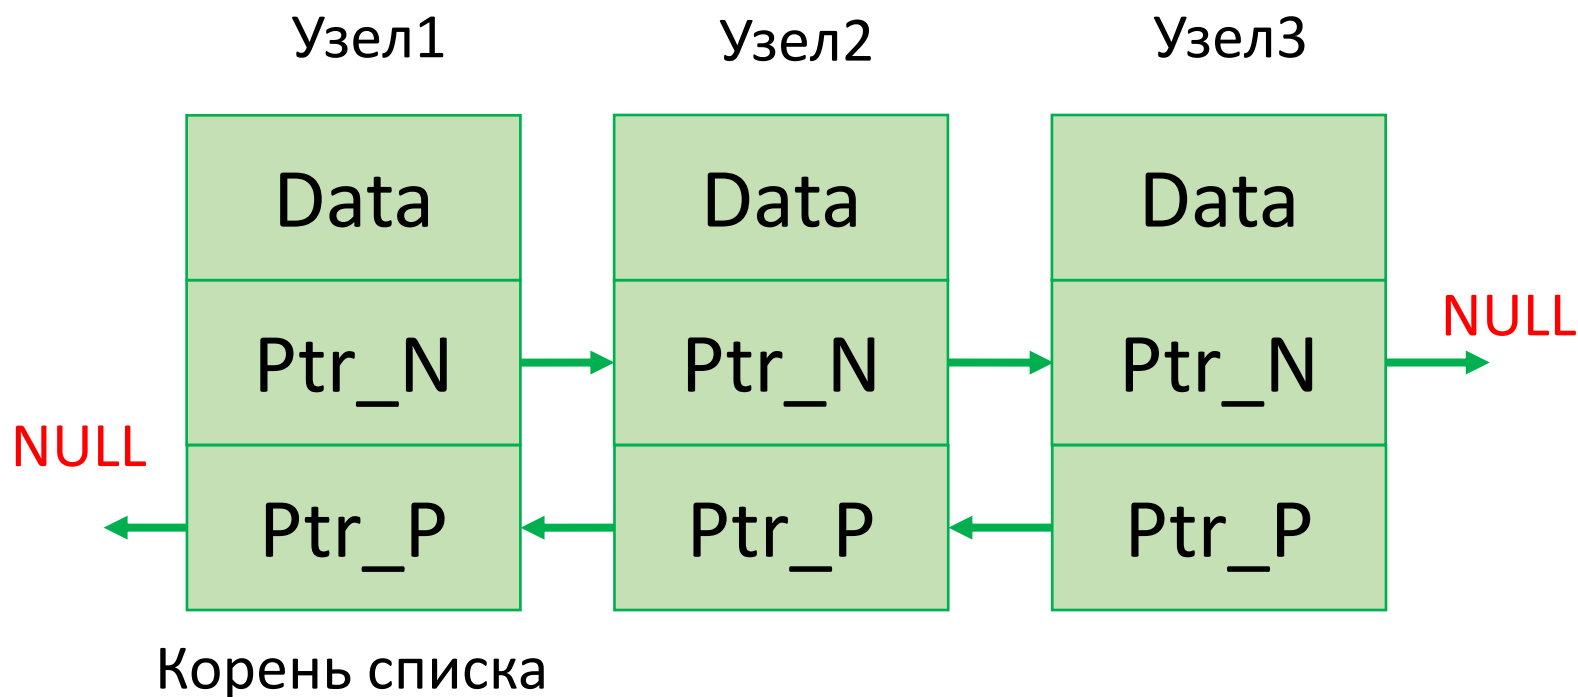 Узел1 Узел2 Узел3
Data Data Data
NULL
Ptr_N Ptr_N Ptr_N
NULL
Ptr_P Ptr_P Ptr_P
Корень списка